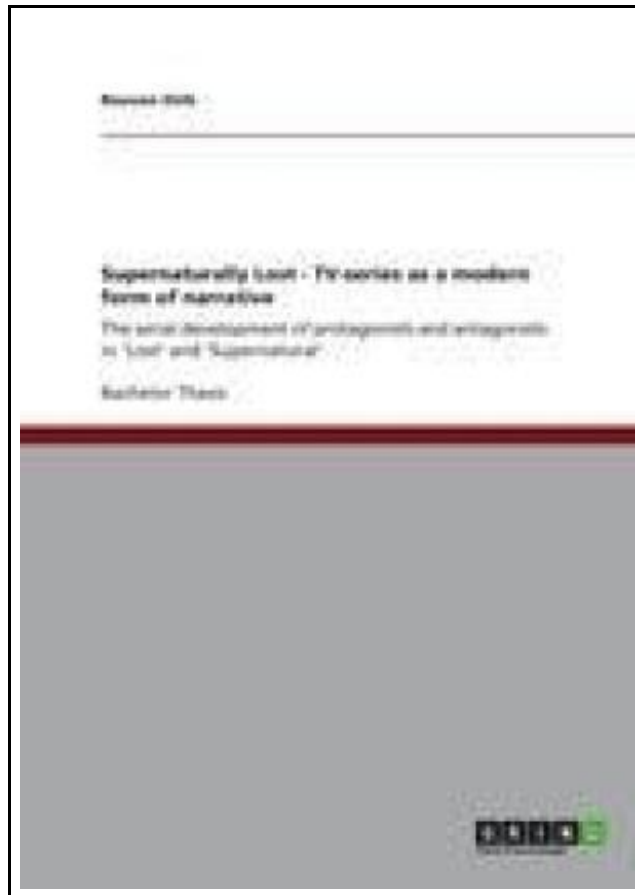 Supernaturally Lost - TV-series as a modern
form of narrative
The serial development of protagonists and antagonists
in 'Lost' and 'Supernatural'
Bachelor Thesis
GRIN